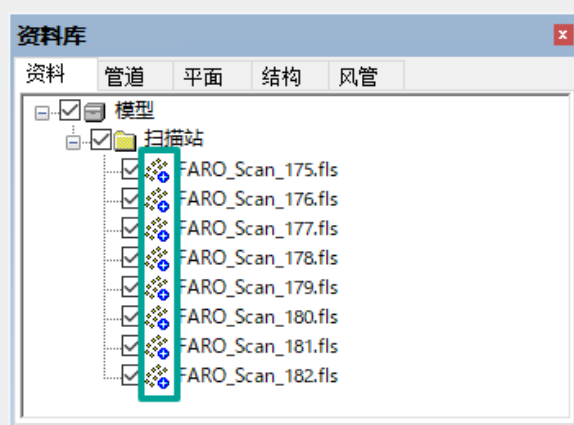 资料库
资料 管道 平面 结构 风管
模型
扫描站
FARO_Scan_175.fls
FARO_Scan_176.fls
FARO_Scan_177.fls
FARO_Scan_178.fls
FARO_Scan_179.fls
FARO_Scan_180.fls
FARO_Scan_181.fls
FARO_Scan_182.fls